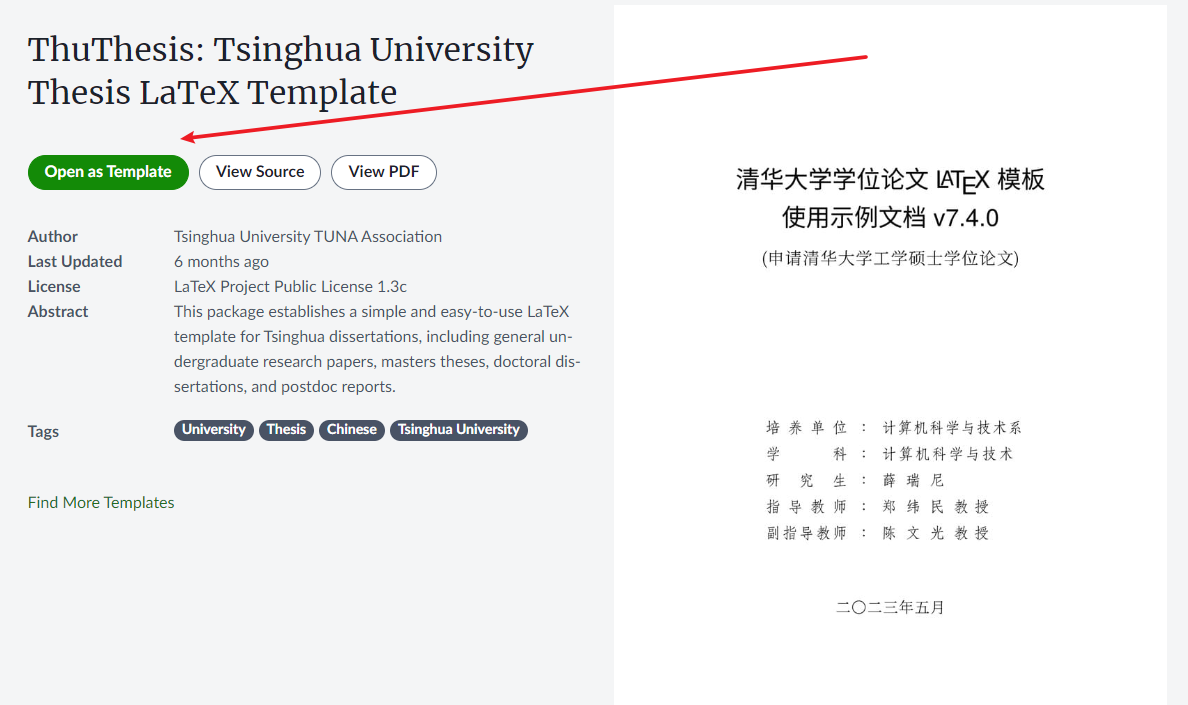 ThuThesis: Tsinghua University
Thesis LaTeX Template
Open as Template View Source View PDF
Author Tsinghua University TUNA Association
Last Updated 6 months ago
License LaTeX Project Public License 1.3c
Abstract This package establishes a simple and easy-to-use LaTeX
template for Tsinghua dissertations, including general un-
dergraduate research papers, masters theses, doctoral dis-
sertations, and postdoc reports.
Tags University Thesis Chinese Tsinghua University
Find More Templates
清华大学学位论文 LATEX 模板
使用示例文档 v7.4.0
(申请清华大学工学硕士学位论文)
培养单位：计算机科学与技术系
学科：计算机科学与技术
研究生：薛瑞尼
指导教师：郑纬民教授
副指导教师：陈文光教授
二〇二三年五月